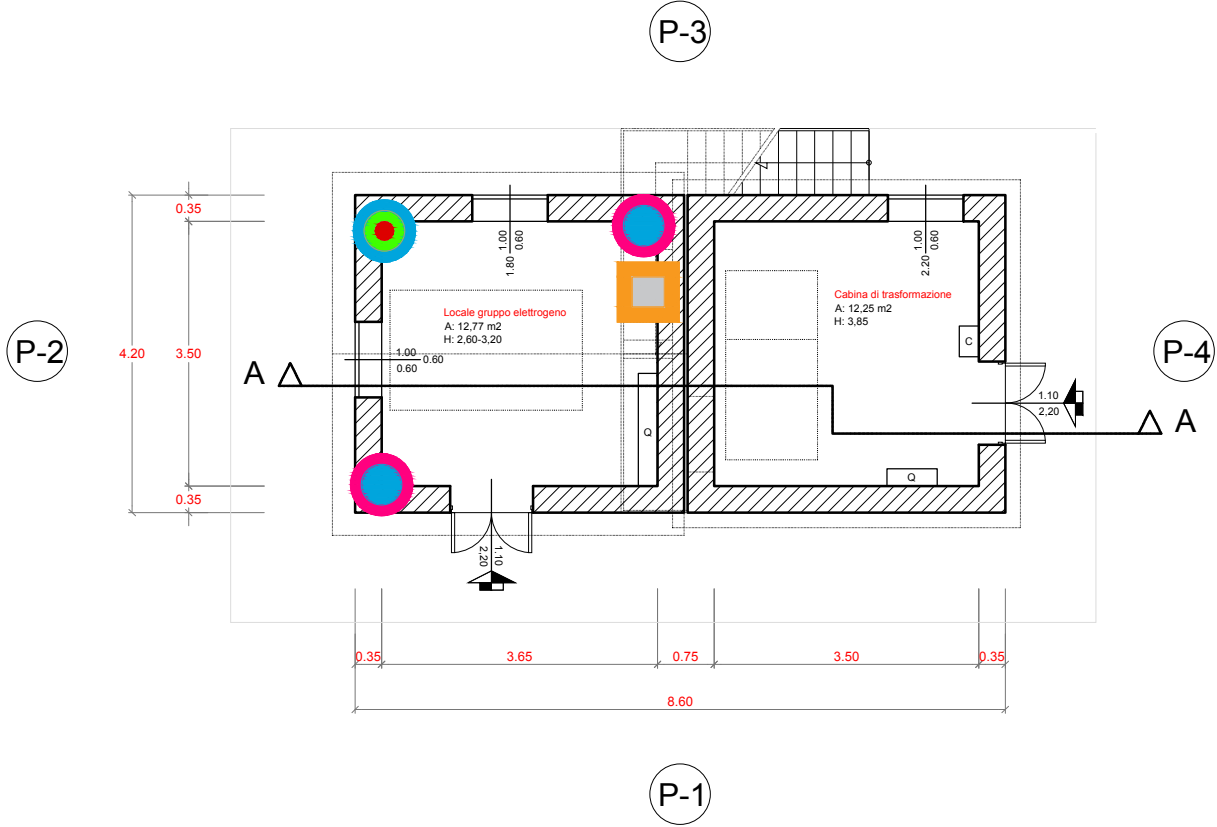 P-3
0.35
1.00
0.60
1.80
1.00
0.60
2.20
Locale gruppo elettrogeno
A: 12,77 m2
H: 2,60-3,20
Cabina di trasformazione
A: 12,25 m2
H: 3,85
P-2
4.20
3.50
1.00
0.60
0.60
C
P-4
A
1.10
2,20
A
Q
Q
0.35
2,20
1.10
0.35
3.65
0.75
3.50
0.35
8.60
P-1